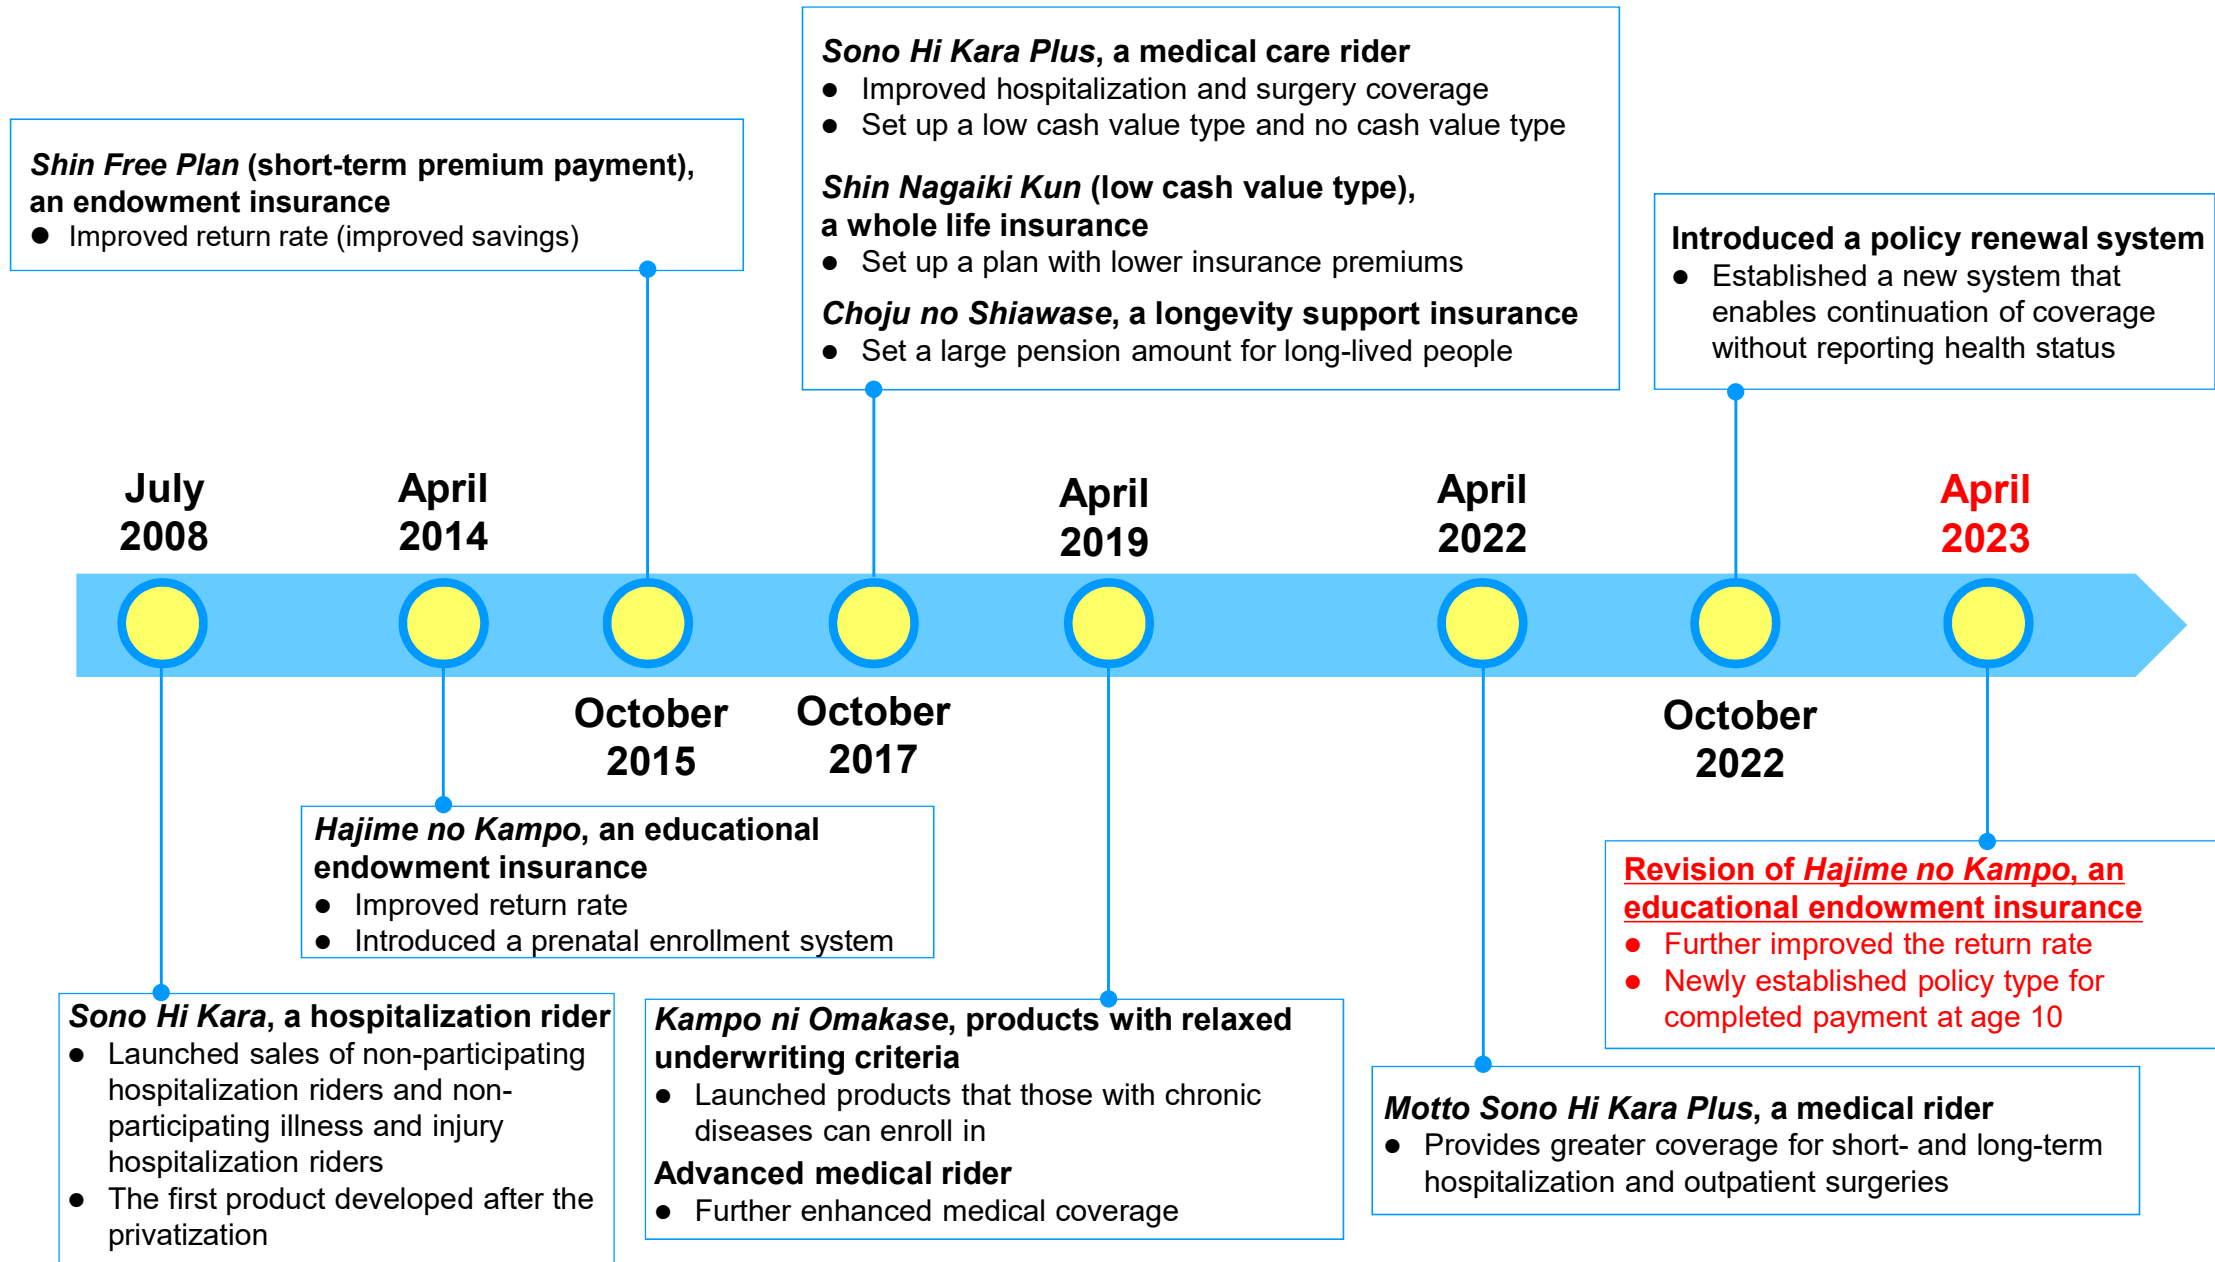 Sono Hi Kara Plus, a medical care rider
● Improved hospitalization and surgery coverage
● Set up a low cash value type and no cash value type
Shin Nagaiki Kun (low cash value type),
a whole life insurance
● Set up a plan with lower insurance premiums
Choju no Shiawase, a longevity support insurance
● Set a large pension amount for long-lived people
Shin Free Plan (short-term premium payment),
an endowment insurance
● Improved return rate (improved savings)
Introduced a policy renewal system
● Established a new system that
enables continuation of coverage
without reporting health status
July
2008
April
2014
April
2019
April
2022
April
2023
October
2015
October
2017
October
2022
Hajime no Kampo, an educational
endowment insurance
● Improved return rate
● Introduced a prenatal enrollment system
Revision of Hajime no Kampo, an
educational endowment insurance
● Further improved the return rate
● Newly established policy type for
completed payment at age 10
Sono Hi Kara, a hospitalization rider
● Launched sales of non-participating
hospitalization riders and non-
participating illness and injury
hospitalization riders
● The first product developed after the
privatization
Kampo ni Omakase, products with relaxed
underwriting criteria
● Launched products that those with chronic
diseases can enroll in
Advanced medical rider
● Further enhanced medical coverage
Motto Sono Hi Kara Plus, a medical rider
● Provides greater coverage for short- and long-term
hospitalization and outpatient surgeries